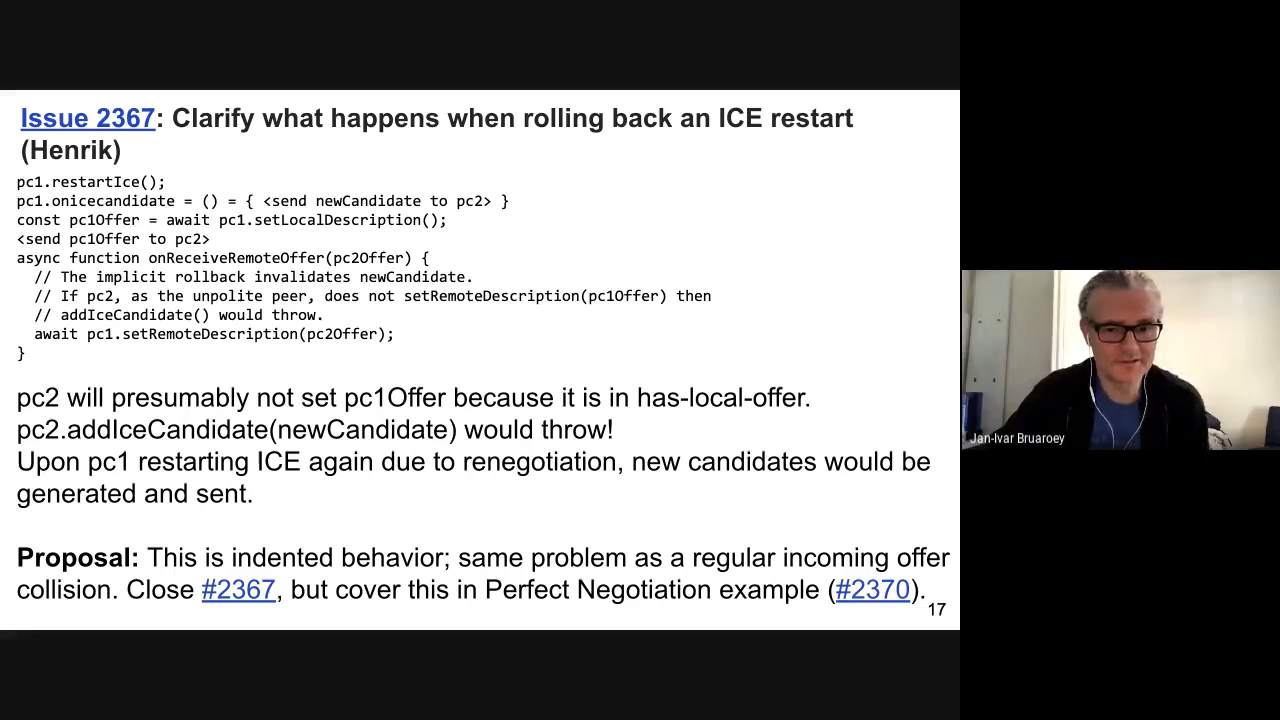 Issue 2367: Clarify what happens when rolling back an ICE restart
(Henrik)
pc1.restartIce();
pc1.onicecandidate = () = { <send newCandidate to pc2> }
const pc1Offer = await pc1.setLocalDescription();
<send pc1Offer to pc2>
async function onReceiveRemoteOffer(pc2Offer) {
  // The implicit rollback invalidates newCandidate.
  // If pc2, as the unpolite peer, does not setRemoteDescription(pc1Offer) then
  // addIceCandidate() would throw.
  await pc1.setRemoteDescription(pc2Offer);
}
pc2 will presumably not set pc1Offer because it is in has-local-offer.
pc2.addIceCandidate(newCandidate) would throw!
Upon pc1 restarting ICE again due to renegotiation, new candidates would be
generated and sent.
Proposal: This is indented behavior; same problem as a regular incoming offer
collision. Close #2367, but cover this in Perfect Negotiation example (#2370).
17
Jan-Ivar Bruaroey